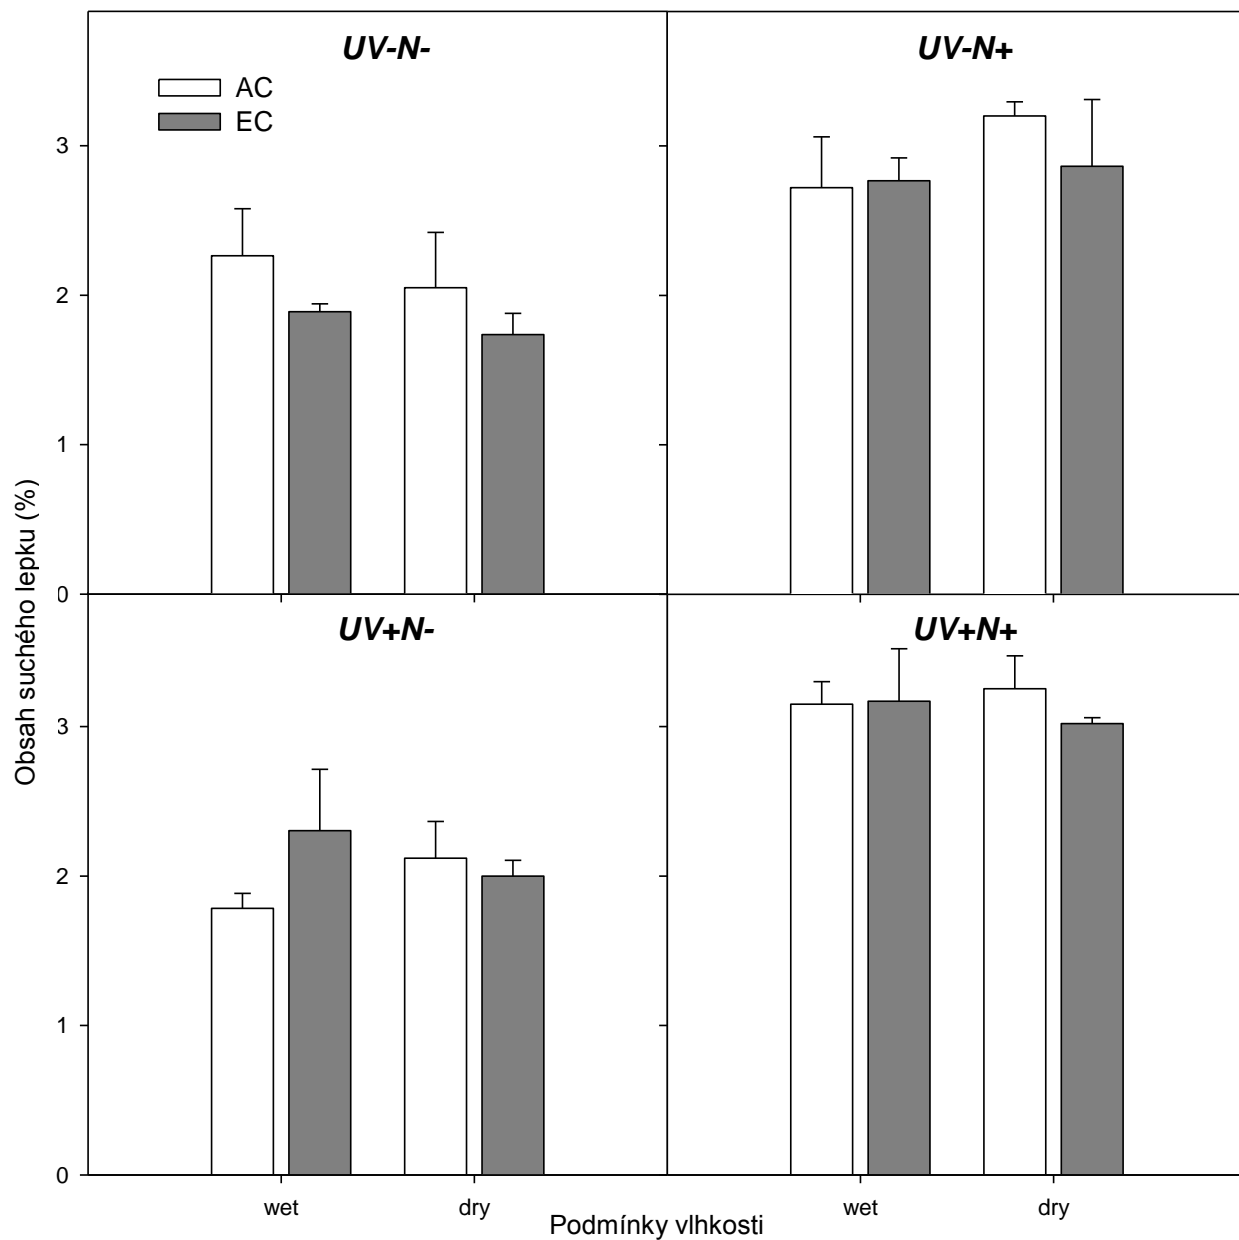 UV-N-
UV-N+
AC
EC
3
2
1
0
UV+N-
UV+N+
3
2
1
0
Obsah suchého lepku (%)
wet
dry
wet
dry
Podmínky vlhkosti